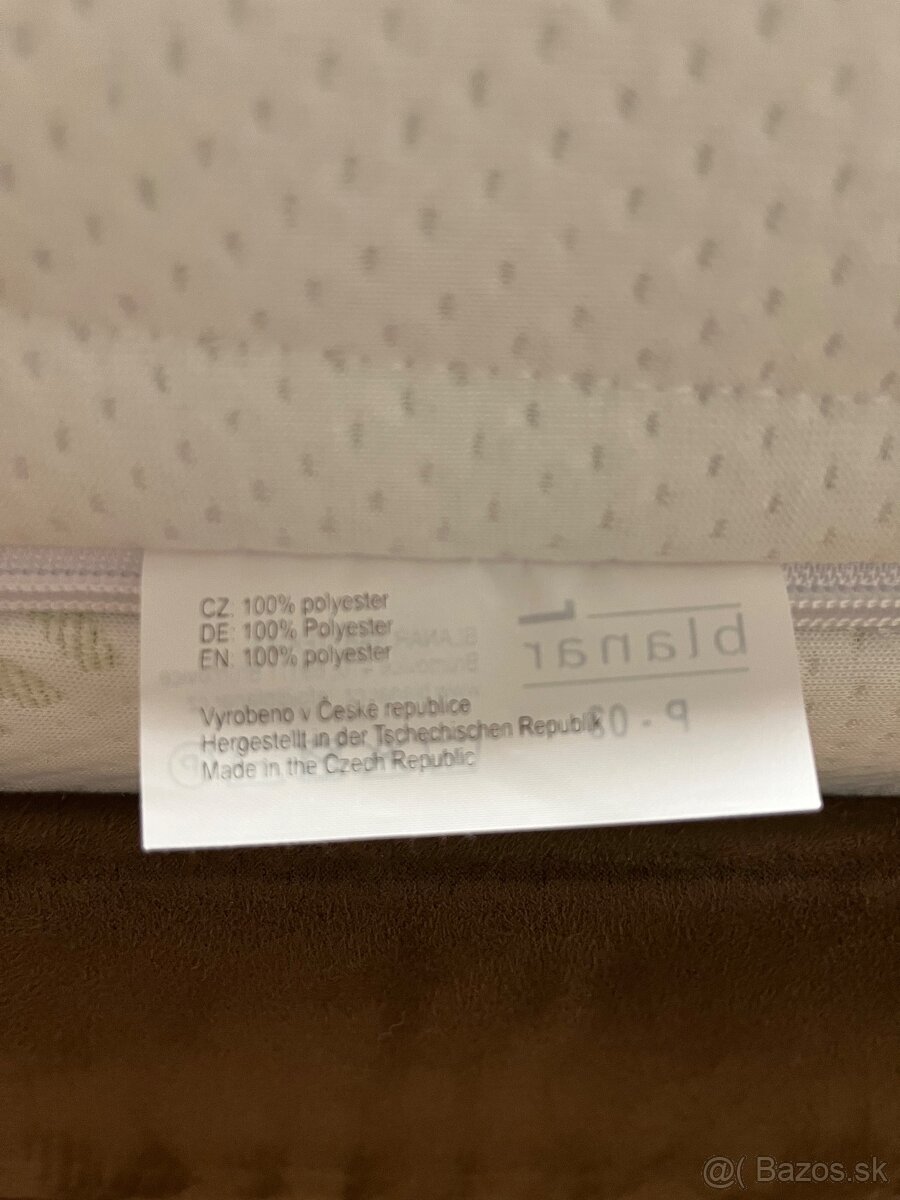 CZ: 100% polyester
DE: 100% Polyester
EN: 100% polyester
Vyrobeno v České republice
Hergestellt in der Tschechischen Republik
Made in the Czech Republic
blanar
@( Bazos.sk